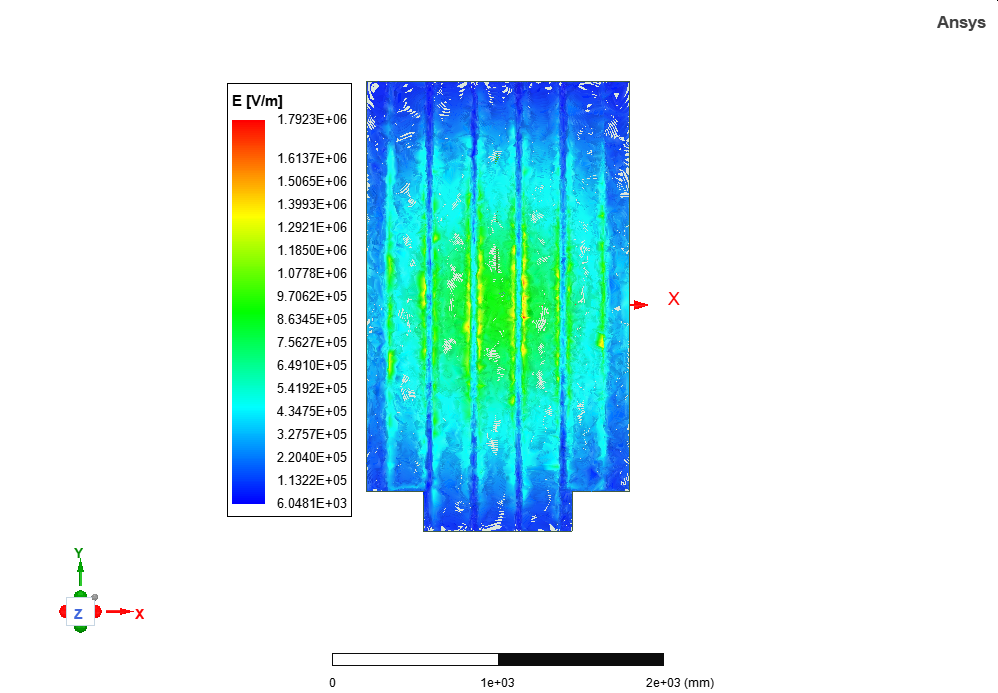 Ansys
E [V/m]
1.7923E+06
1.6137E+06
1.5065E+06
1.3993E+06
1.2921E+06
1.1850E+06
1.0778E+06
9.7062E+05
8.6345E+05
7.5627E+05
6.4910E+05
5.4192E+05
4.3475E+05
3.2757E+05
2.2040E+05
1.1322E+05
6.0481E+03
X
Y
Z
X
0 1e+03 2e+03 (mm)